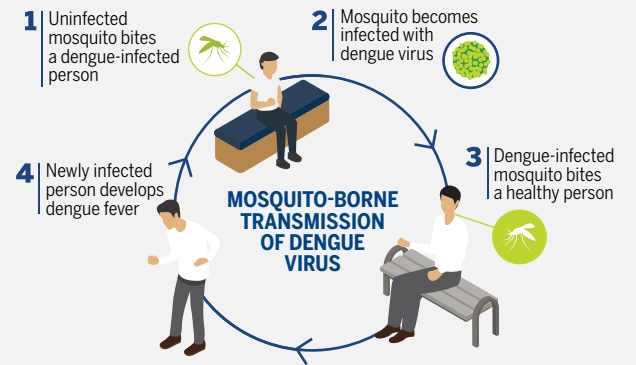 1 Uninfected
mosquito bites
a dengue-infected
person
2 Mosquito becomes
infected with
dengue virus
3 Dengue-infected
mosquito bites
a healthy person
4 Newly infected
person develops
dengue fever
MOSQUITO-BORNE
TRANSMISSION
OF DENGUE
VIRUS